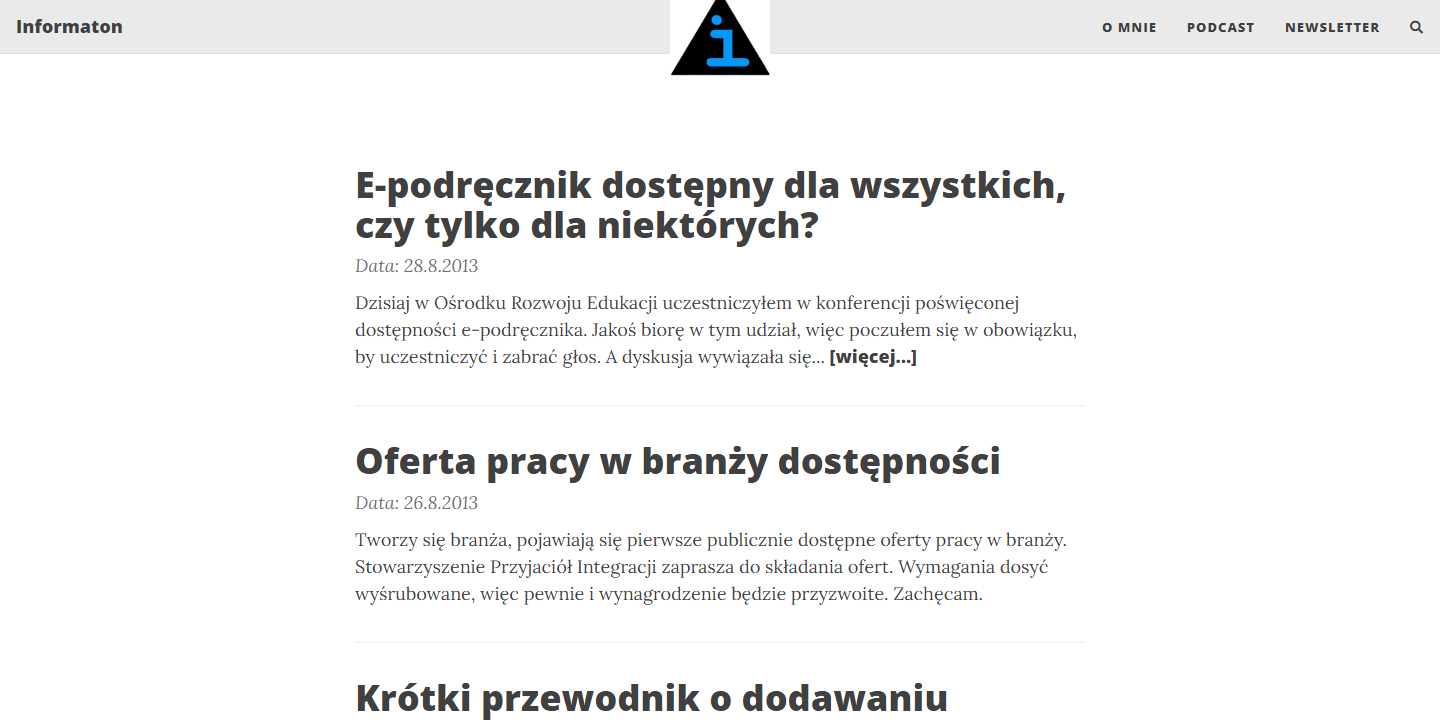 Informaton
i
O MNIE
PODCAST
NEWSLETTER
E-podręcznik dostępny dla wszystkich,
czy tylko dla niektórych?
Data: 28.8.2013
Dzisiaj w Ośrodku Rozwoju Edukacji uczestniczyłem w konferencji poświęconej
dostępności e-podręcznika. Jakoś biorę w tym udział, więc poczułem się w obowiązku,
by uczestniczyć i zabrać głos. A dyskusja wywiązała się... [więcej...]
Oferta pracy w branży dostępności
Data: 26.8.2013
Tworzy się branża, pojawiają się pierwsze publicznie dostępne oferty pracy w branży.
Stowarzyszenie Przyjaciół Integracji zaprasza do składania ofert. Wymagania dosyć
wyśrubowane, więc pewnie i wynagrodzenie będzie przyzwoite. Zachęcam.
Krótki przewodnik o dodawaniu